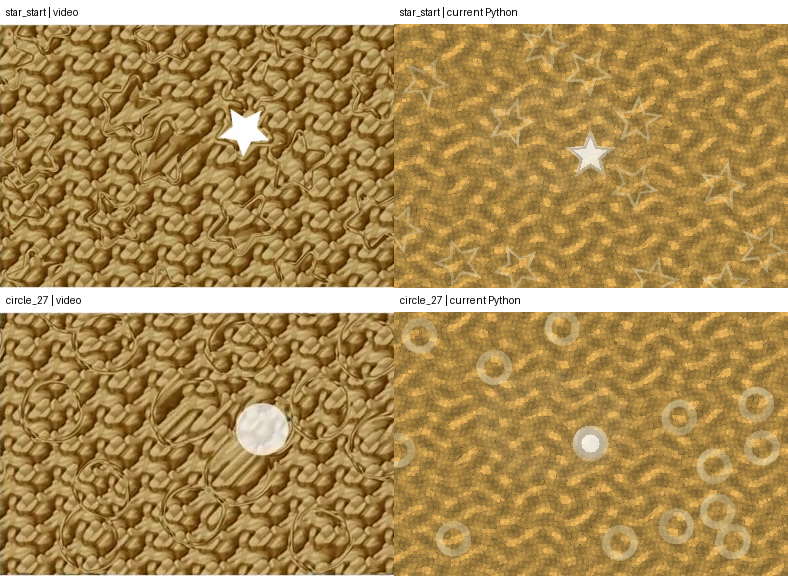 star_start | video
star_start | current Python
circle_27 | video
circle_27 | current Python